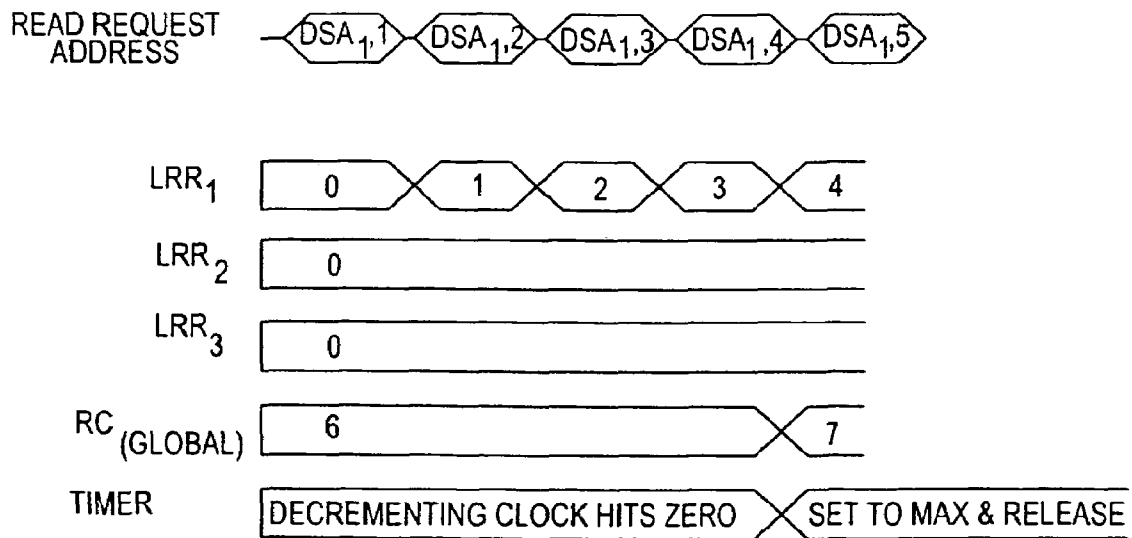 READ REQUEST
ADDRESS
DSA1,1 DSA1,2 DSA1,3 DSA1,4 DSA1,5
LRR1 0 1 2 3 4
LRR2 0
LRR3 0
RC(GLOBAL) 6 7
TIMER DECREMENTING CLOCK HITS ZERO SET TO MAX & RELEASE